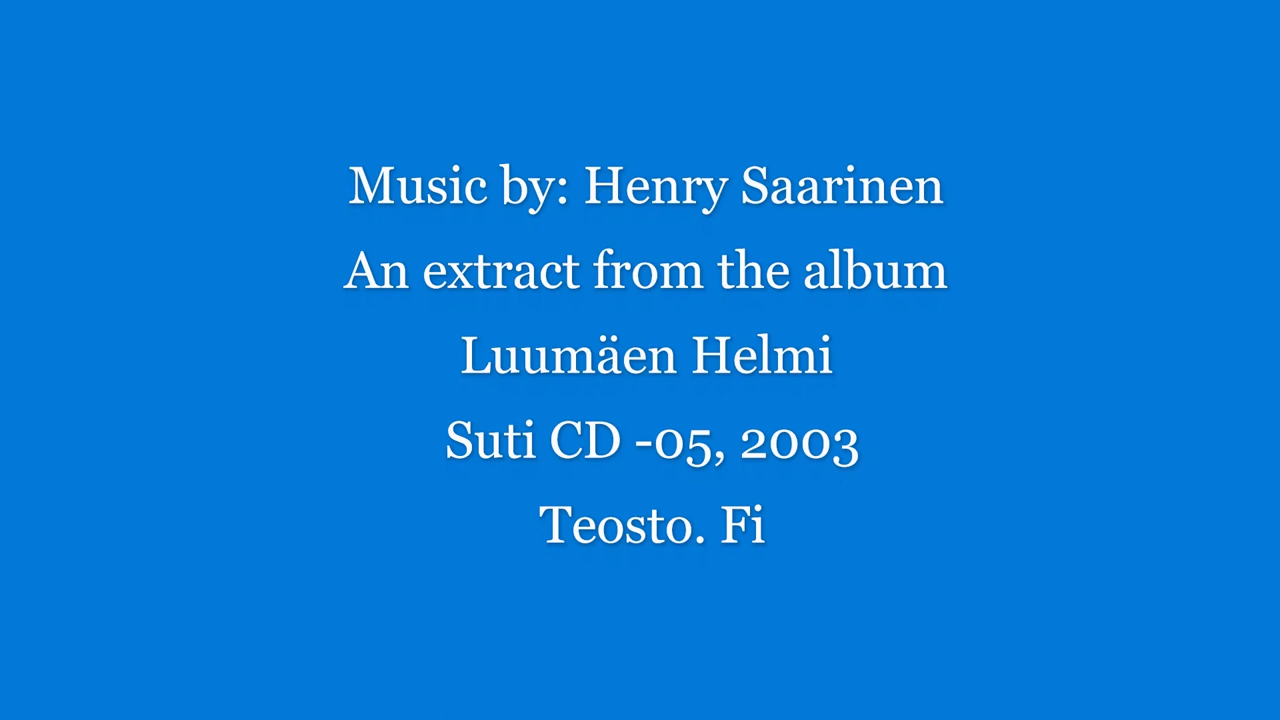 Music by: Henry Saarinen
An extract from the album
Luumäen Helmi
Suti CD -05, 2003
Teosto. Fi